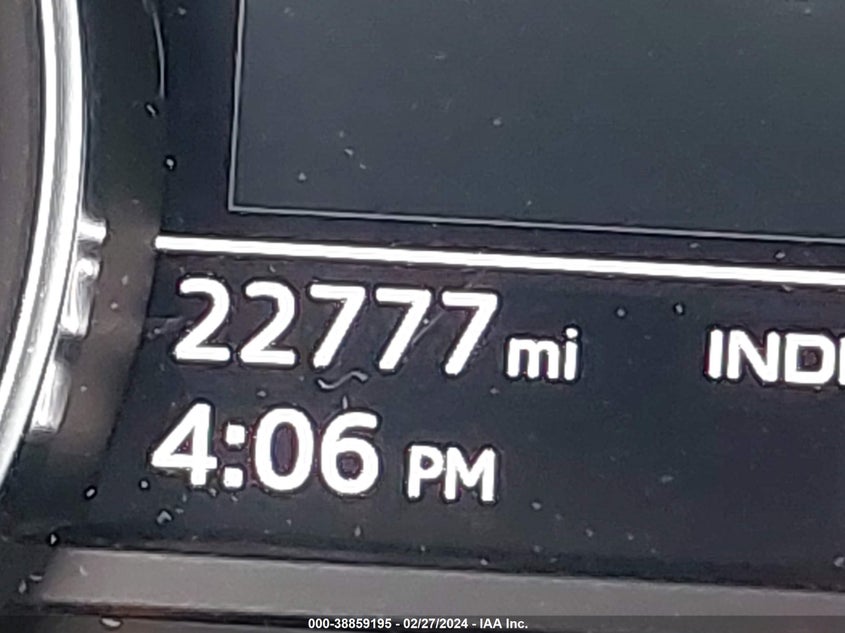 22777 mi
4:06 PM
000-38859195 - 02/27/2024 - IAA Inc.